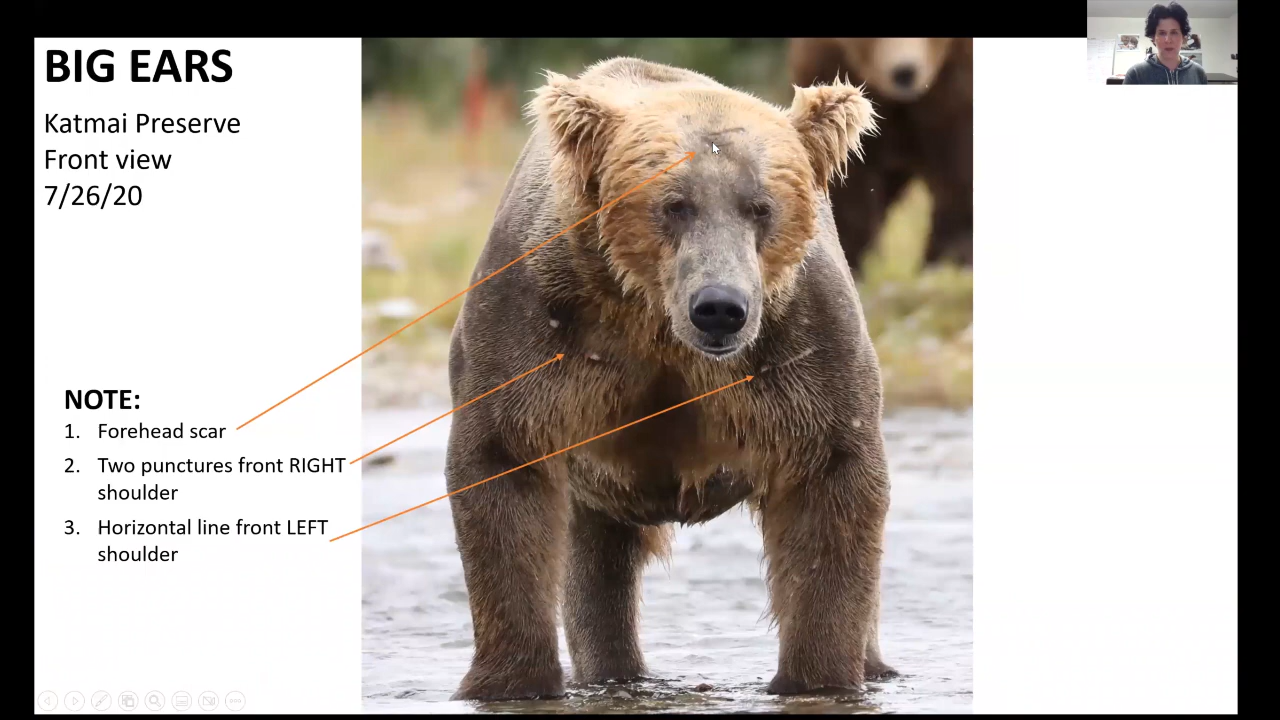 BIG EARS
Katmai Preserve
Front view
7/26/20
NOTE:
1. Forehead scar
2. Two punctures front RIGHT
shoulder
3. Horizontal line front LEFT
shoulder